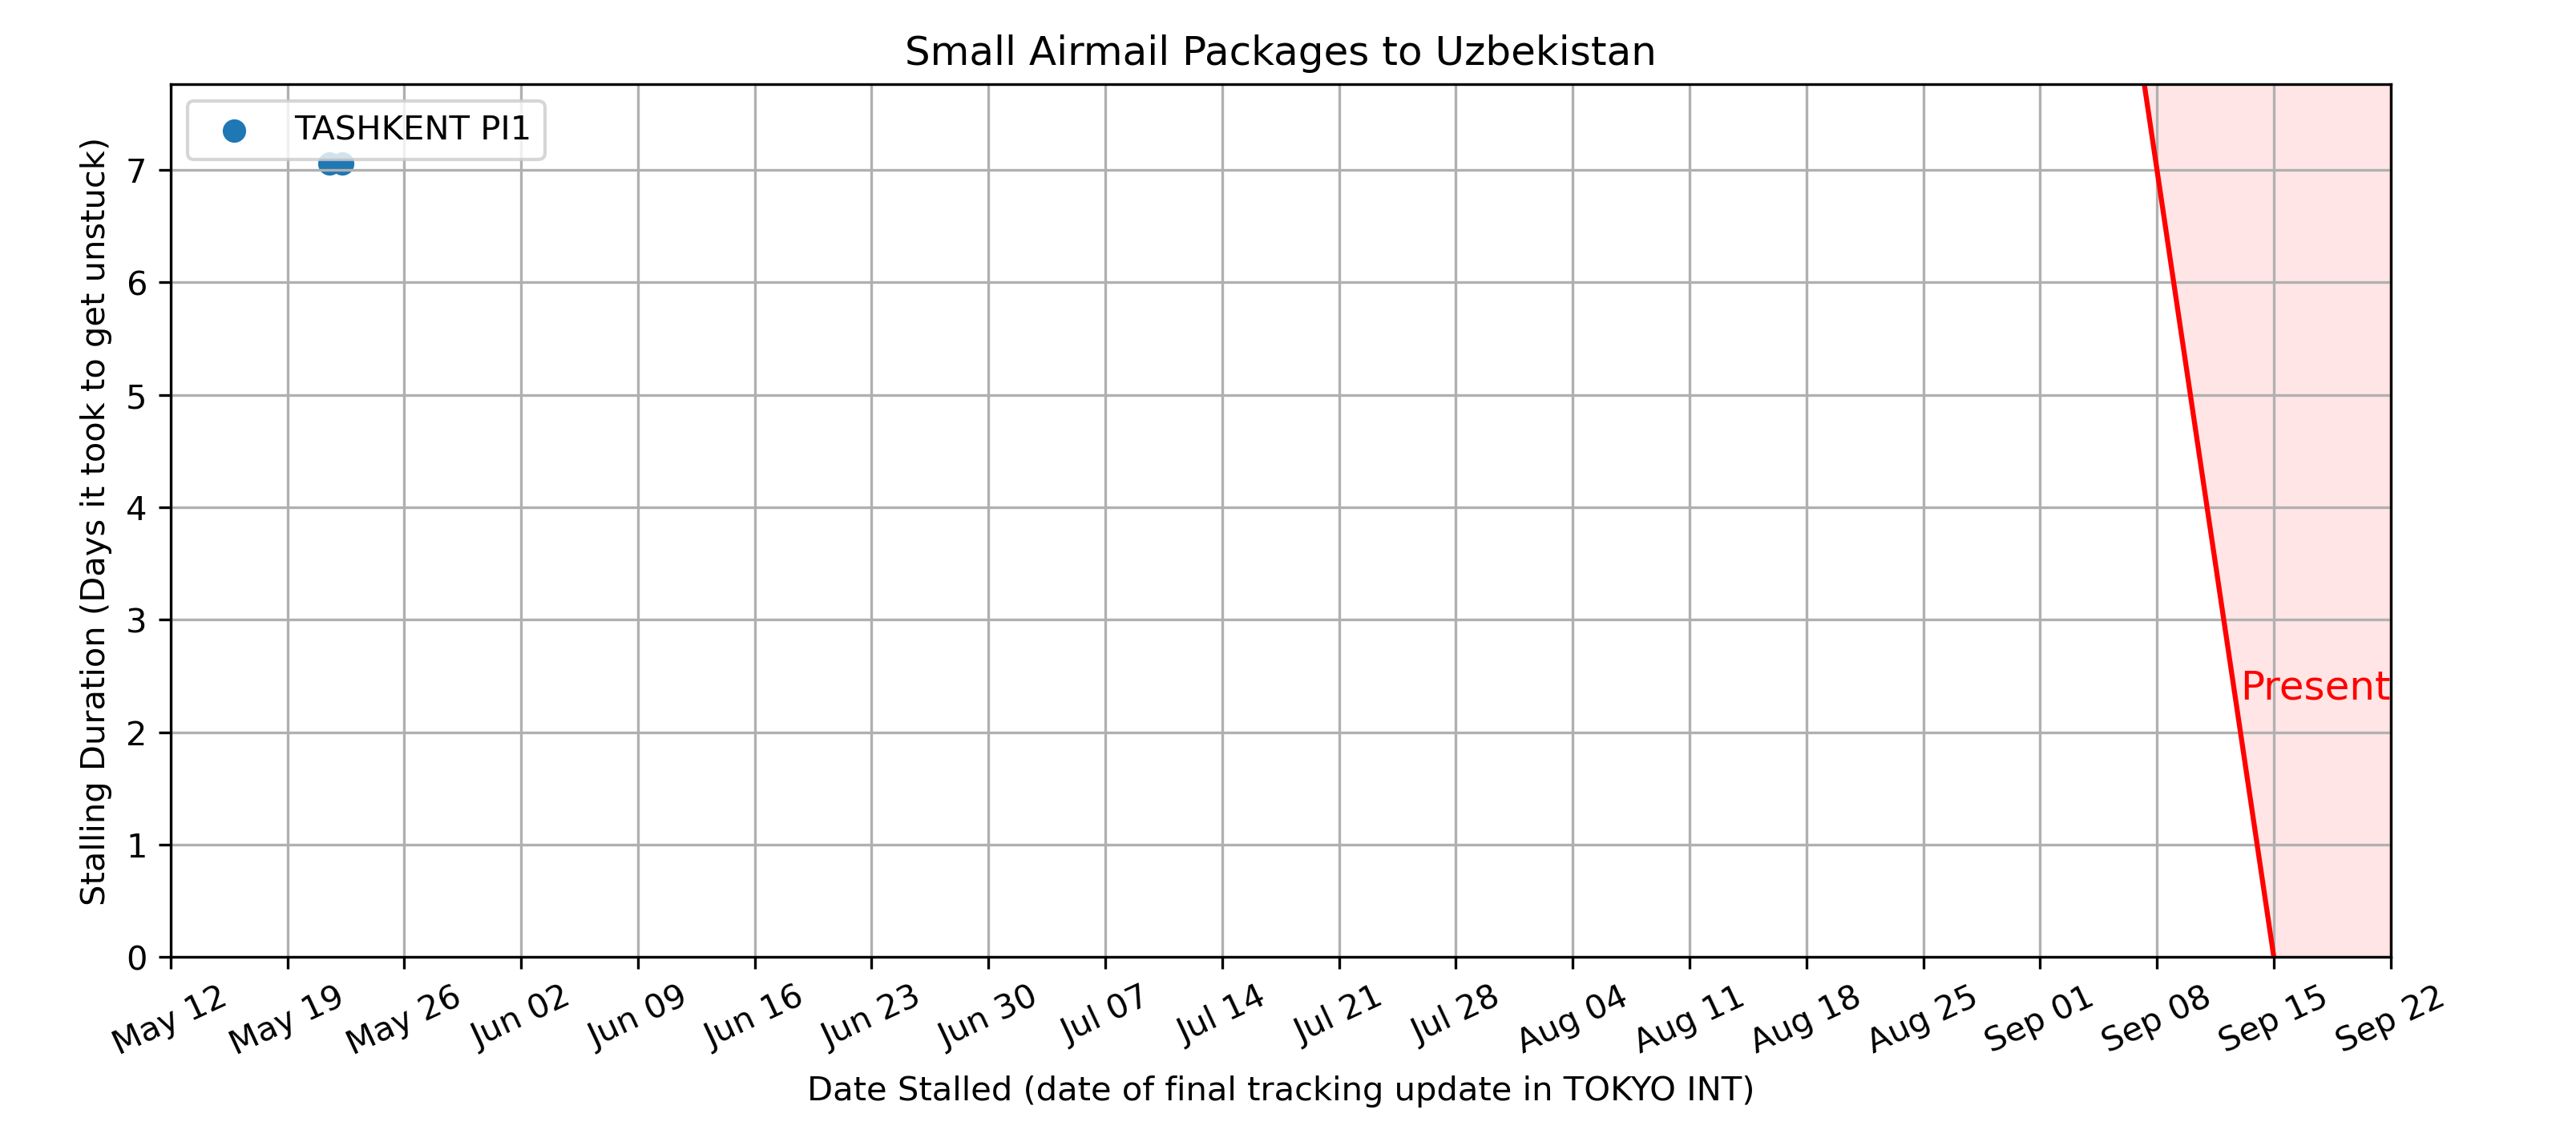 Small Airmail Packages to Uzbekistan
TASHKENT PI1
Stalling Duration (Days it took to get unstuck)
7
6
5
4
3
2
1
0
Present
May 12 May 19 May 26 Jun 02 Jun 09 Jun 16 Jun 23 Jun 30 Jul 07 Jul 14 Jul 21 Jul 28 Aug 04 Aug 11 Aug 18 Aug 25 Sep 01 Sep 08 Sep 15 Sep 22
Date Stalled (date of final tracking update in TOKYO INT)